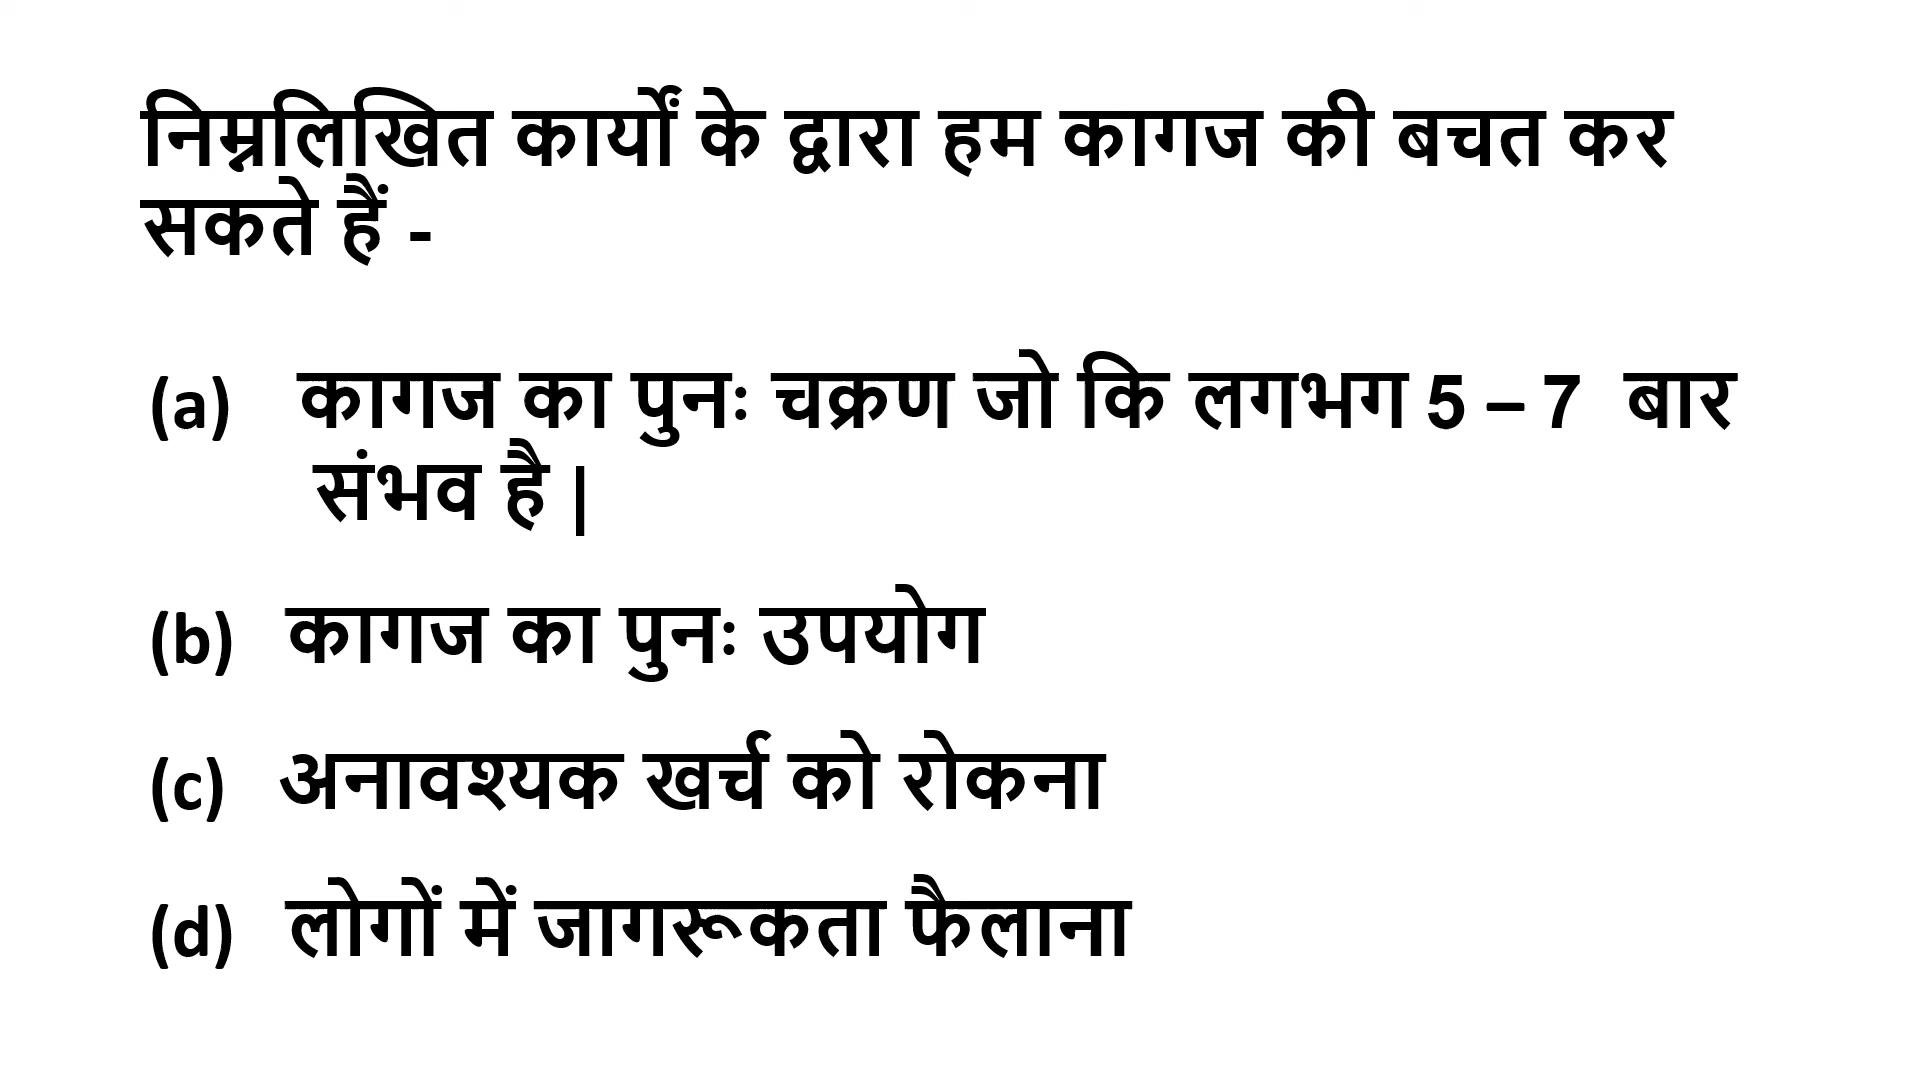 निम्नलिखित कार्यों के द्वारा हम कागज की बचत कर
सकते हैं -
(a) कागज का पुनः चक्रण जो कि लगभग 5 – 7 बार
संभव है |
(b) कागज का पुनः उपयोग
(c) अनावश्यक खर्च को रोकना
(d) लोगों में जागरूकता फैलाना